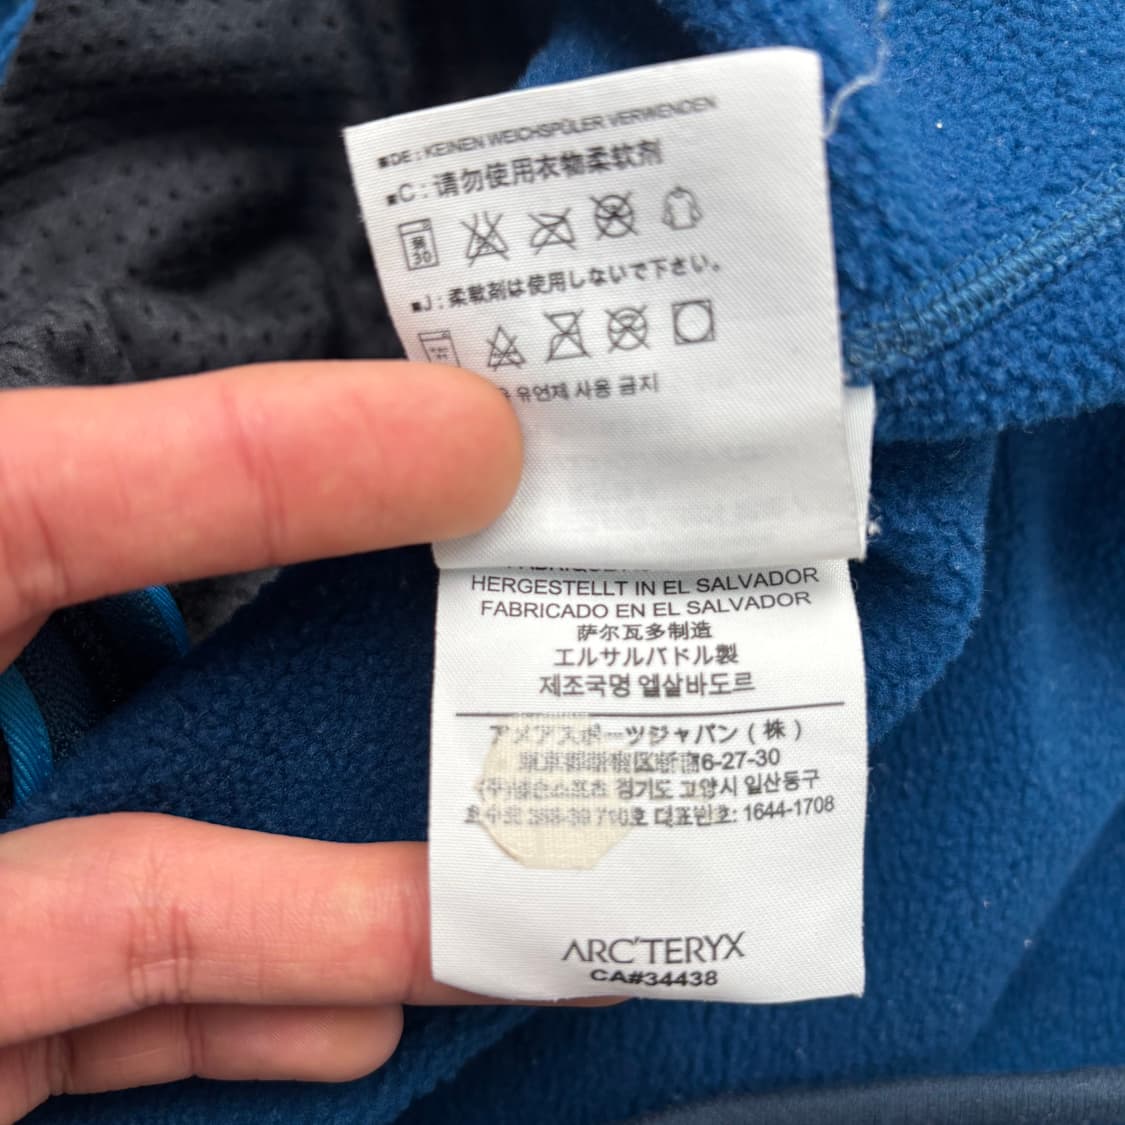 ■DE : KEINEN WEICHSPÜLER VERWENDEN
■C : 请勿使用衣物柔软剂
30
■J : 柔軟剤は使用しないで下さい。
유연제 사용 금지
HERGESTELLT IN EL SALVADOR
FABRICADO EN EL SALVADOR
萨尔瓦多制造
エルサルバドル製
제조국명 엘살바도르
アメアスポーツジャパン ( 株 )
6-27-30
경기도 고양시 일산동구
대표번호: 1644-1708
ARC'TERYX
CA#34438